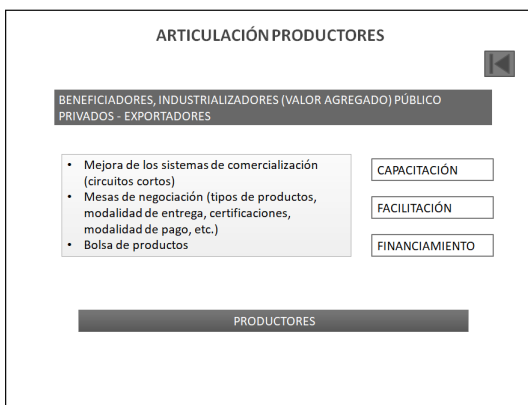 ARTICULACIÓN PRODUCTORES
BENEFICIADORES, INDUSTRIALIZADORES (VALOR AGREGADO) PÚBLICO
PRIVADOS - EXPORTADORES
• Mejora de los sistemas de comercialización
(circuitos cortos)
• Mesas de negociación (tipos de productos,
modalidad de entrega, certificaciones,
modalidad de pago, etc.)
• Bolsa de productos
CAPACITACIÓN
FACILITACIÓN
FINANCIAMIENTO
PRODUCTORES